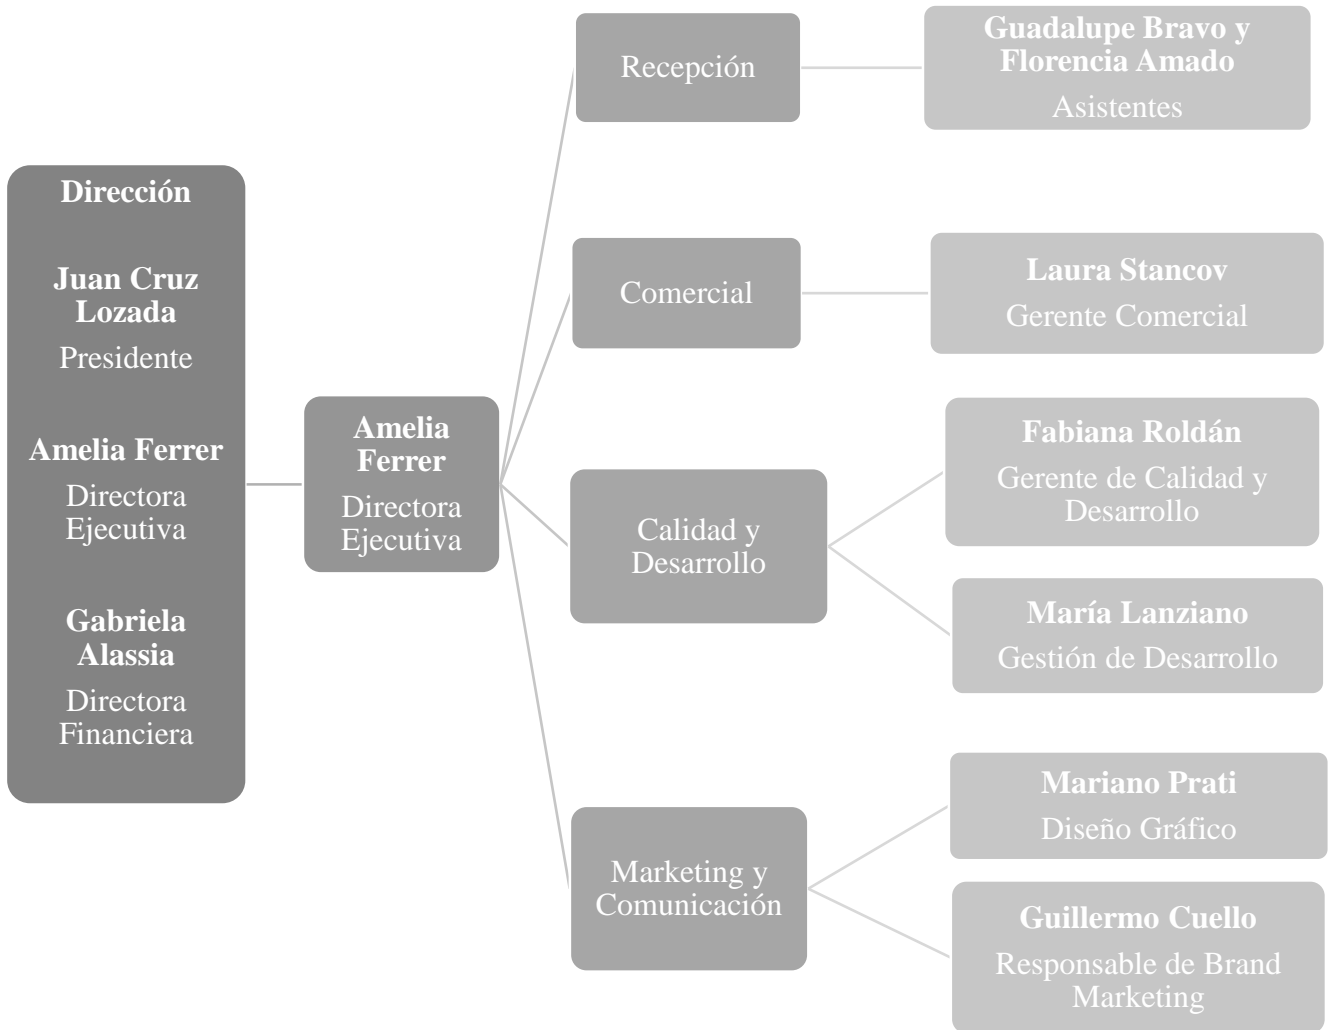 Dirección
Juan Cruz
Lozada
Presidente
Amelia Ferrer
Directora
Ejecutiva
Gabriela
Alassia
Directora
Financiera
Amelia
Ferrer
Directora
Ejecutiva
Recepción
Guadalupe Bravo y
Florencia Amado
Asistentes
Comercial
Laura Stancov
Gerente Comercial
Calidad y
Desarrollo
Fabiana Roldán
Gerente de Calidad y
Desarrollo
María Lanziano
Gestión de Desarrollo
Marketing y
Comunicación
Mariano Prati
Diseño Gráfico
Guillermo Cuello
Responsable de Brand
Marketing